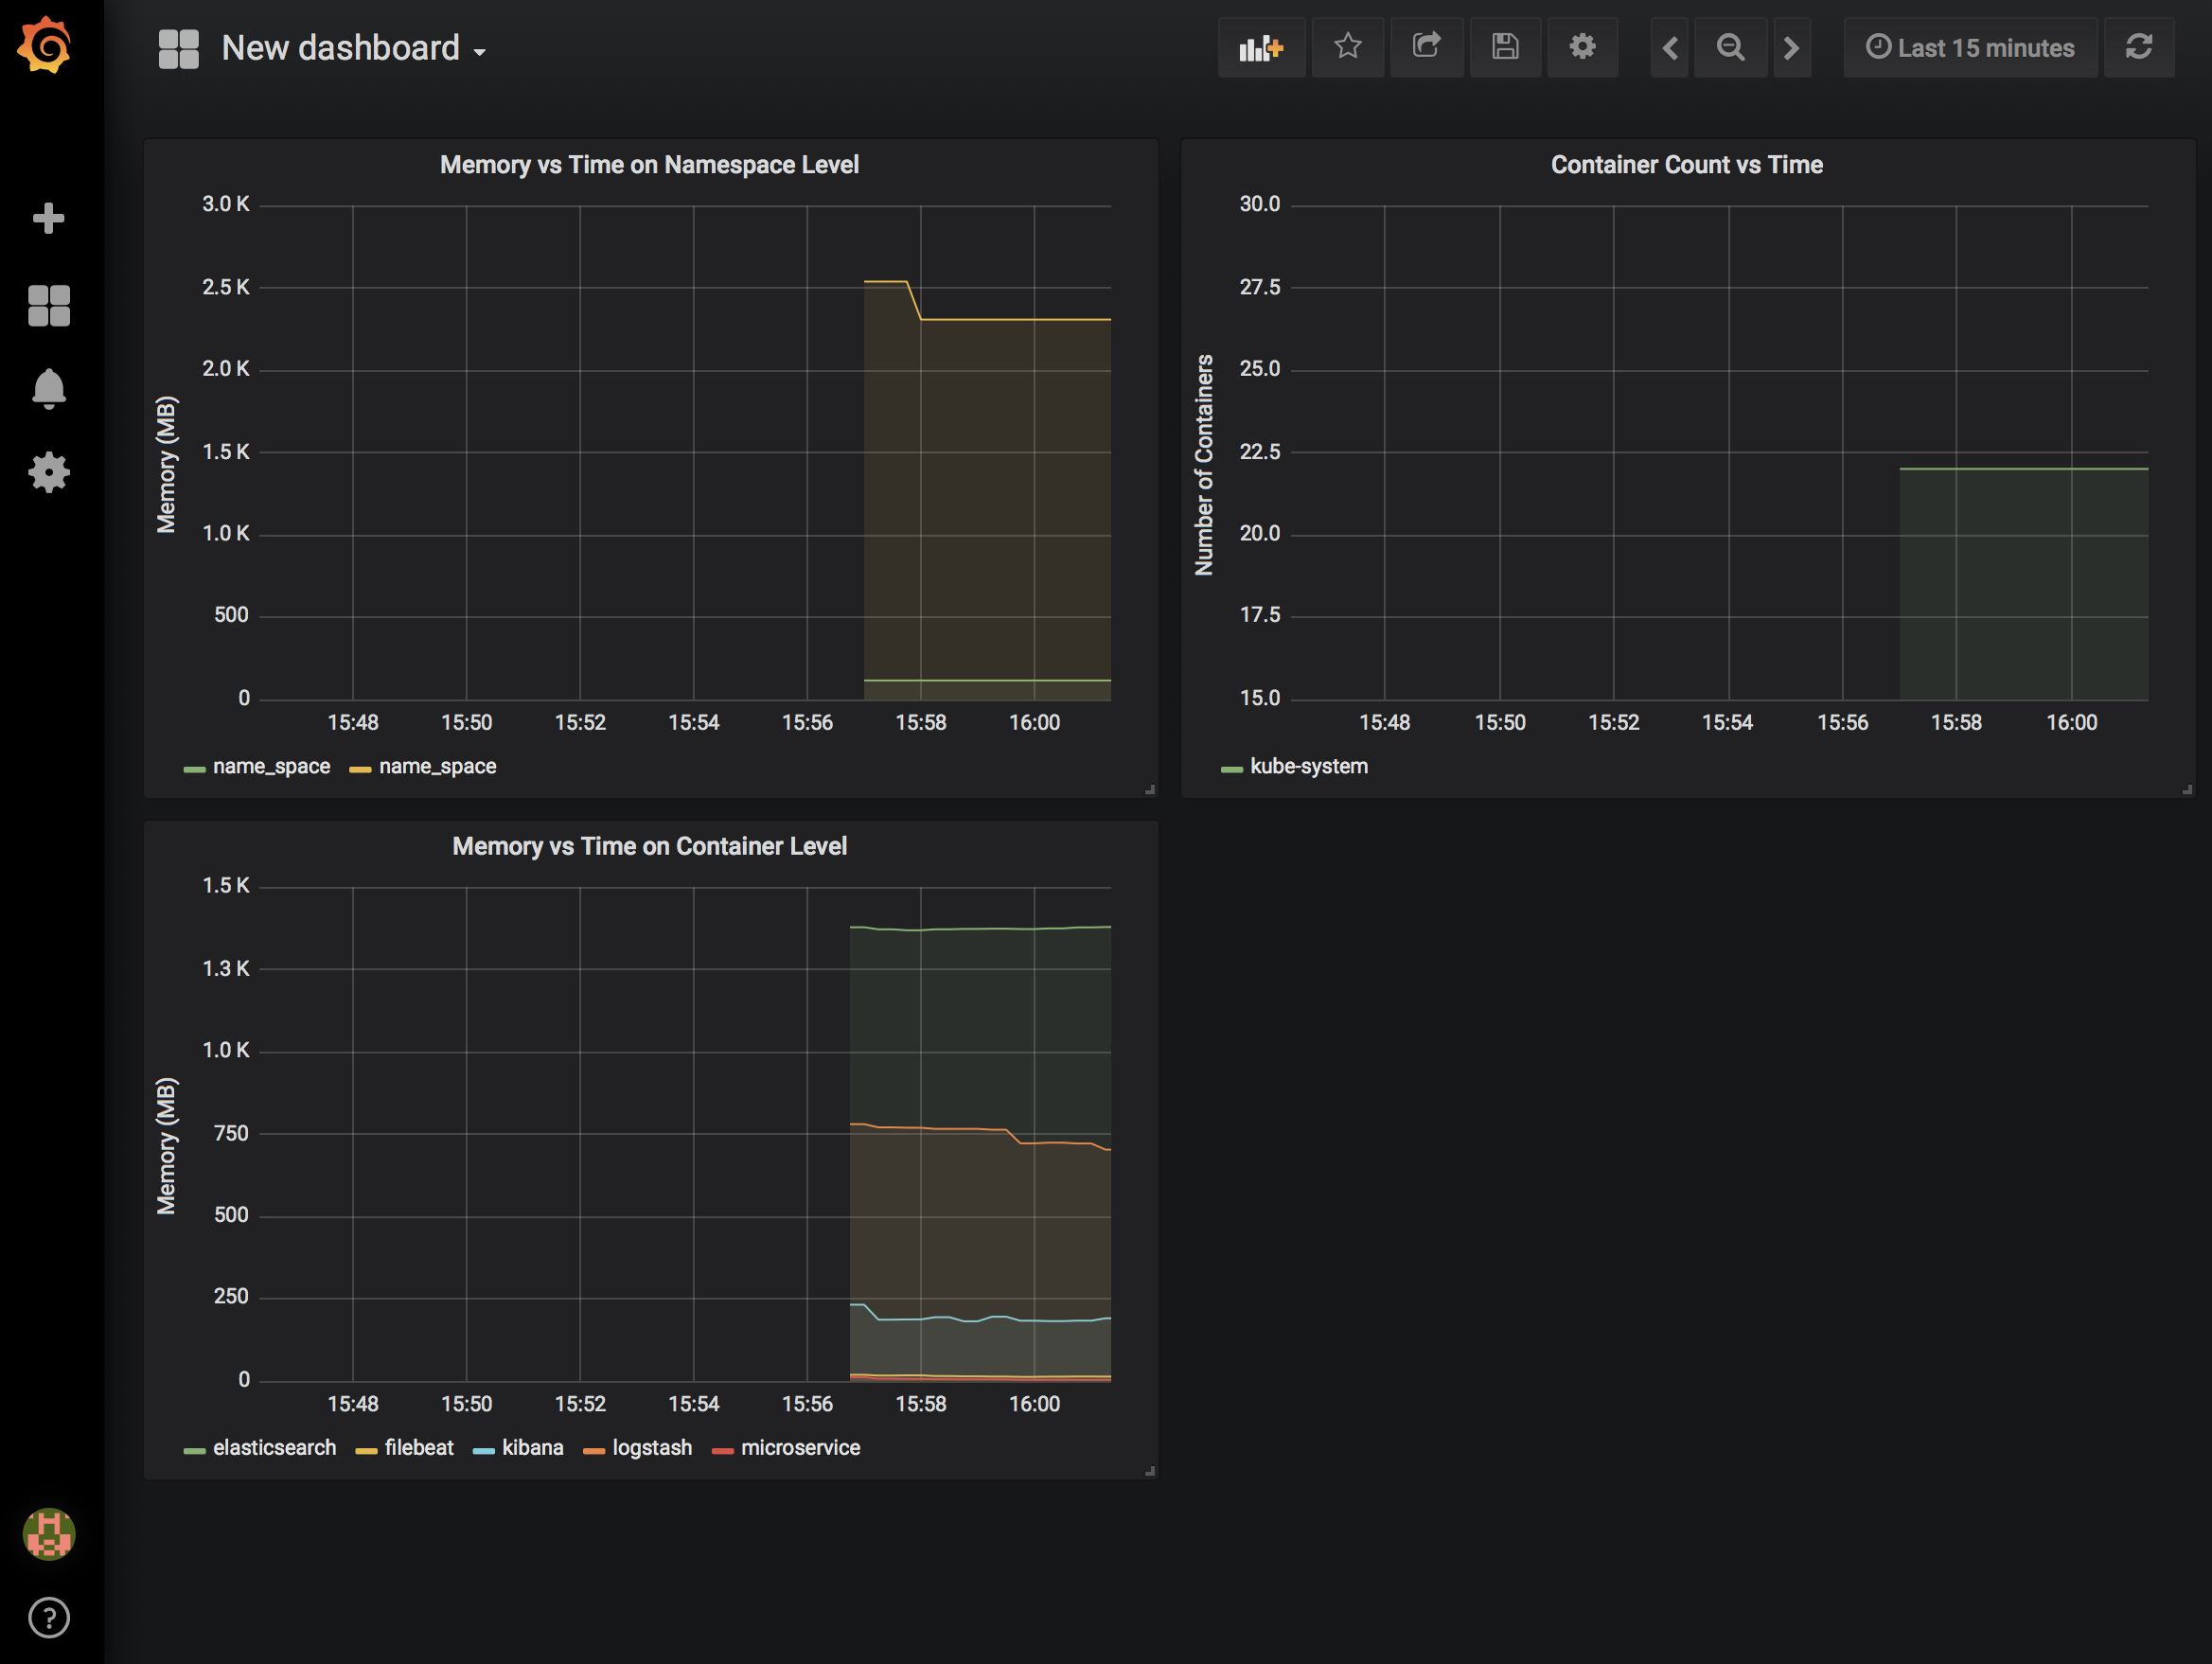 New dashboard
Last 15 minutes
Memory vs Time on Namespace Level
Memory (MB)
3.0 K
2.5 K
2.0 K
1.5 K
1.0 K
500
0
15:48 15:50 15:52 15:54 15:56 15:58 16:00
name_space name_space
Container Count vs Time
Number of Containers
30.0
27.5
25.0
22.5
20.0
17.5
15.0
15:48 15:50 15:52 15:54 15:56 15:58 16:00
kube-system
Memory vs Time on Container Level
Memory (MB)
1.5 K
1.3 K
1.0 K
750
500
250
0
15:48 15:50 15:52 15:54 15:56 15:58 16:00
elasticsearch filebeat kibana logstash microservice
?